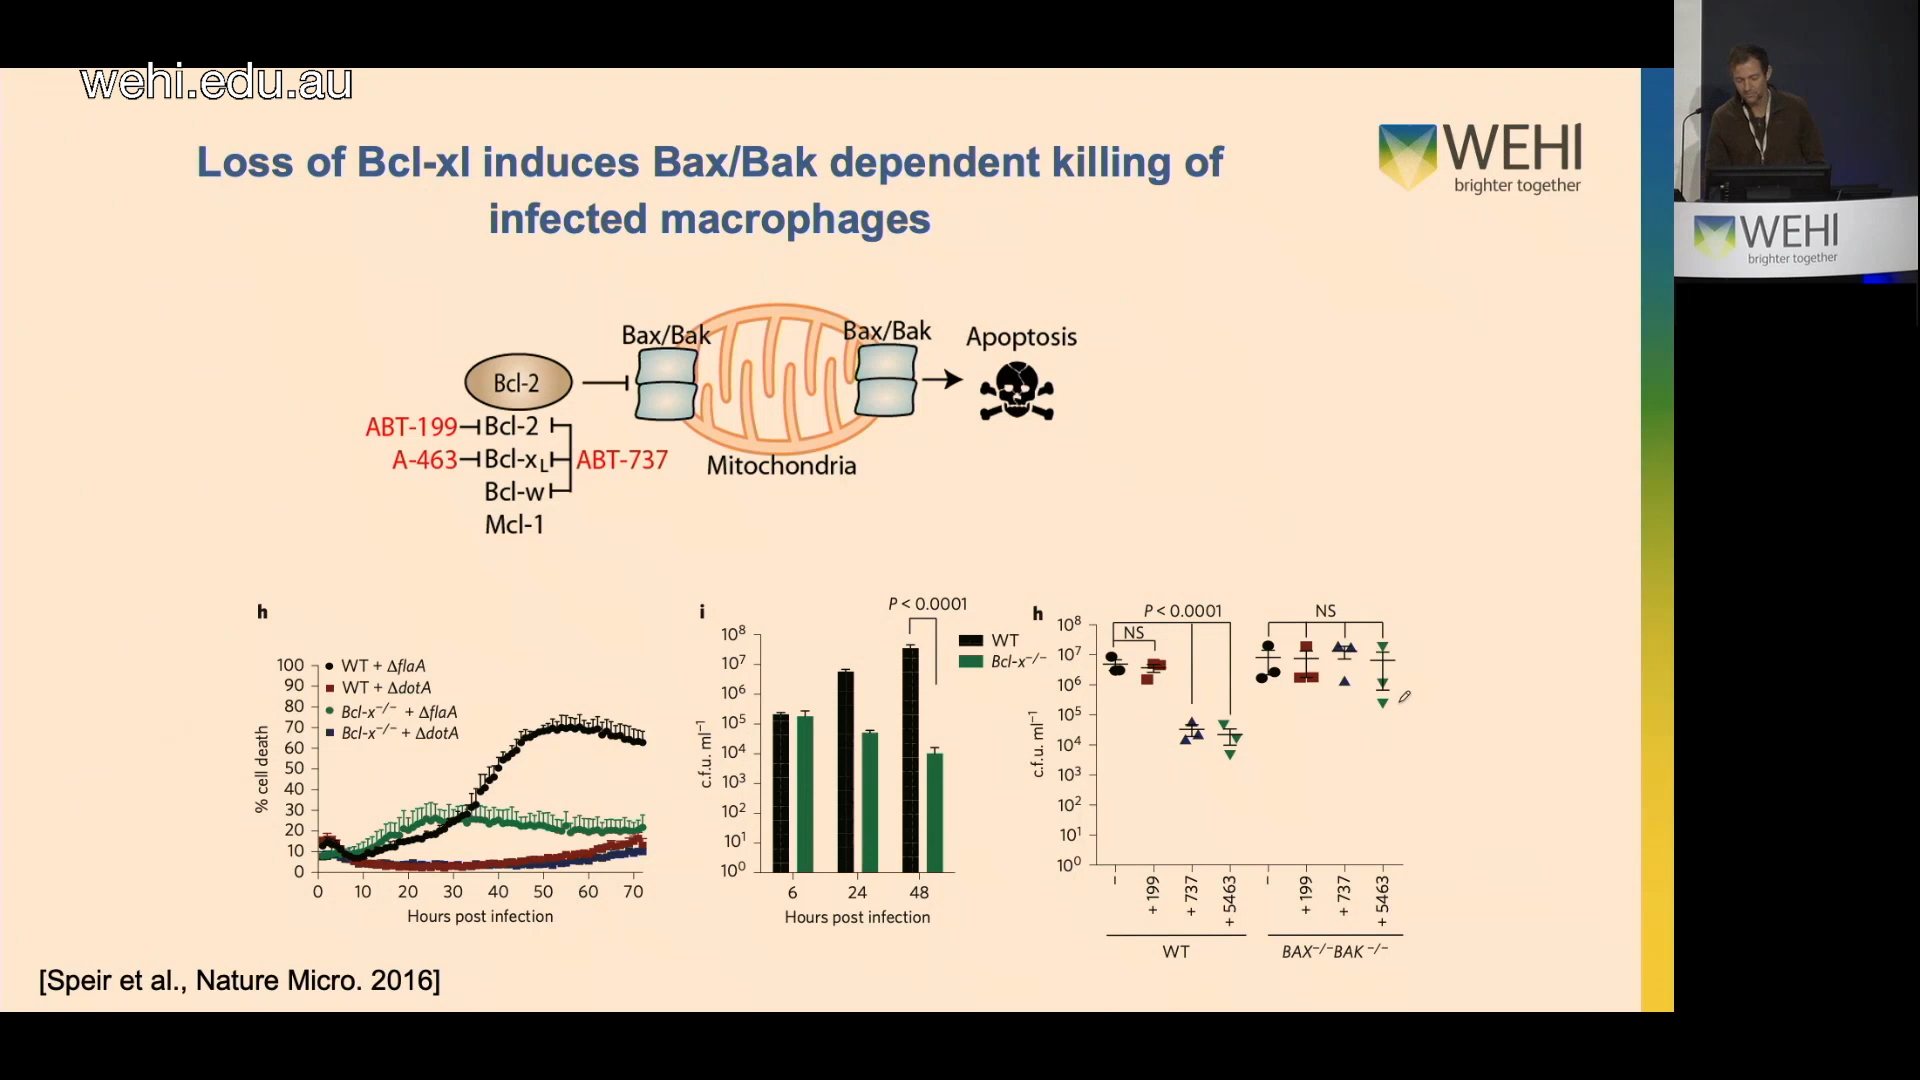 wehi.edu.au
Loss of Bcl-xl induces Bax/Bak dependent killing of
infected macrophages
WEHI
brighter together
WEHI
brighter together
Bax/Bak
Bax/Bak
Apoptosis
Bcl-2
ABT-199
Bcl-2
A-463
Bcl-xL
ABT-737
Bcl-w
Mcl-1
Mitochondria
h
WT + ΔflaA
WT + ΔdotA
Bcl-x−/− + ΔflaA
Bcl-x−/− + ΔdotA
% cell death
100
90
80
70
60
50
40
30
20
10
0
0 10 20 30 40 50 60 70
Hours post infection
i
P < 0.0001
WT
Bcl-x−/−
c.f.u. ml−1
10⁸
10⁷
10⁶
10⁵
10⁴
10³
10²
10¹
10⁰
6 24 48
Hours post infection
h
P < 0.0001
NS
NS
c.f.u. ml−1
10⁸
10⁷
10⁶
10⁵
10⁴
10³
10²
10¹
10⁰
– + 199 + 737 + 5463 – + 199 + 737 + 5463
WT
BAX−/−BAK−/−
[Speir et al., Nature Micro. 2016]